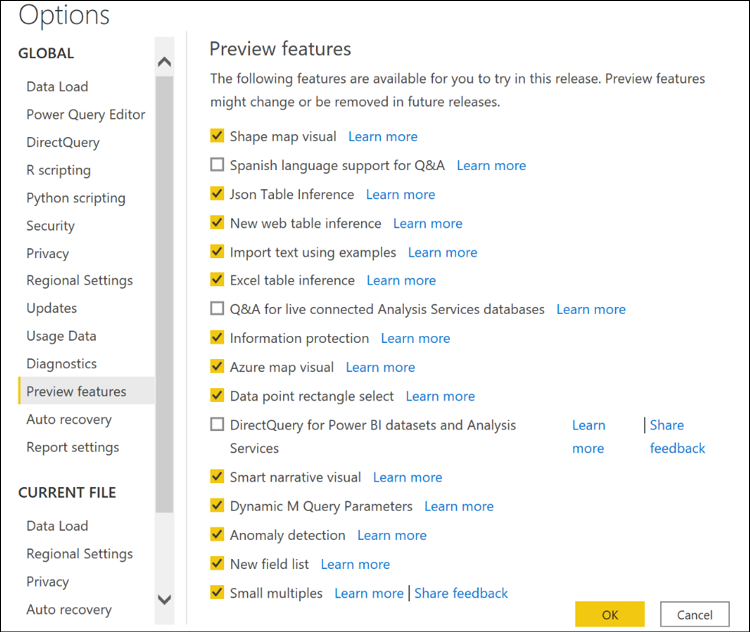 Options
GLOBAL
Data Load
Power Query Editor
DirectQuery
R scripting
Python scripting
Security
Privacy
Regional Settings
Updates
Usage Data
Diagnostics
Preview features
Auto recovery
Report settings
CURRENT FILE
Data Load
Regional Settings
Privacy
Auto recovery
Preview features
The following features are available for you to try in this release. Preview features
might change or be removed in future releases.
Shape map visual Learn more
Spanish language support for Q&A Learn more
Json Table Inference Learn more
New web table inference Learn more
Import text using examples Learn more
Excel table inference Learn more
Q&A for live connected Analysis Services databases Learn more
Information protection Learn more
Azure map visual Learn more
Data point rectangle select Learn more
DirectQuery for Power BI datasets and Analysis Learn | Share
Services more feedback
Smart narrative visual Learn more
Dynamic M Query Parameters Learn more
Anomaly detection Learn more
New field list Learn more
Small multiples Learn more | Share feedback
OK Cancel